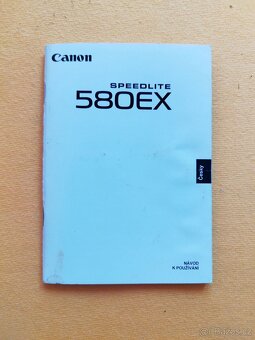 Canon
SPEEDLITE
580EX
Česky
NÁVOD
K POUŽÍVÁNÍ